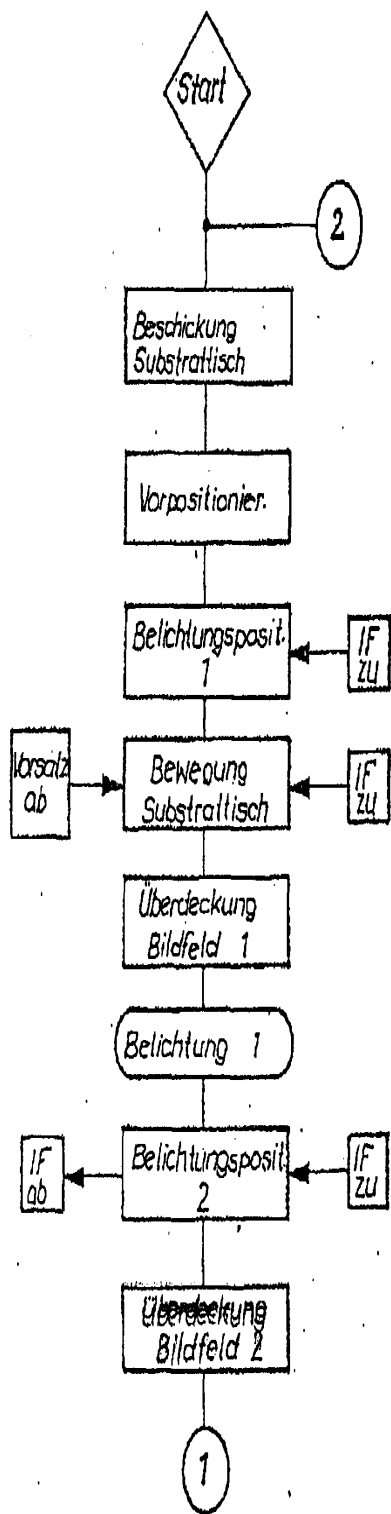 Start
2
Beschickung
Substrattisch
Vorpositionier.
Belichtungsposit.
1
IF
zu
Vorsatz
ab
Bewegung
Substrattisch
IF
zu
Überdeckung
Bildfeld 1
Belichtung 1
IF
ab
Belichtungsposit.
2
IF
zu
Überdeckung
Bildfeld 2
1